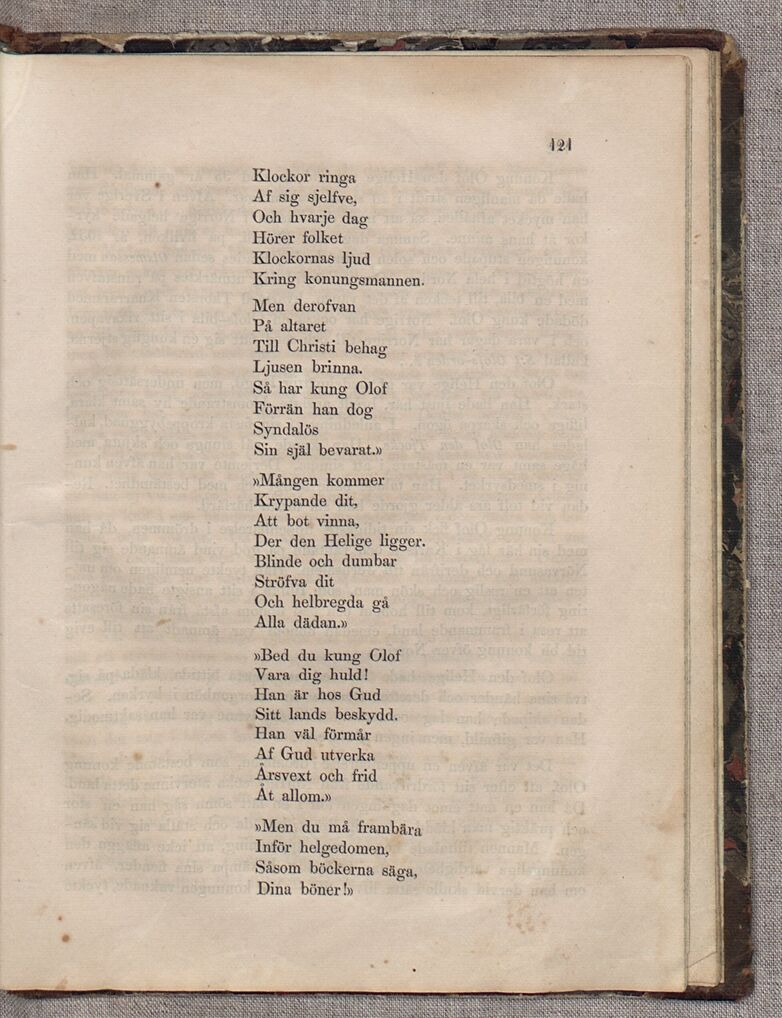 121
Klockor ringa
Af sig sjelfve,
Och hvarje dag
Hörer folket
Klockornas ljud
Kring konungsmannen.
Men derofvan
På altaret
Till Christi behag
Ljusen brinna.
Så har kung Olof
Förrän han dog
Syndalös
Sin själ bevarat.»
»Mången kommer
Krypande dit,
Att bot vinna,
Der den Helige ligger.
Blinde och dumbar
Ströfva dit
Och helbregda gå
Alla dädan.»
»Bed du kung Olof
Vara dig huld!
Han är hos Gud
Sitt lands beskydd.
Han väl förmår
Af Gud utverka
Årsvext och frid
Åt allom.»
»Men du må frambära
Inför helgedomen,
Såsom böckerna säga,
Dina böner!»